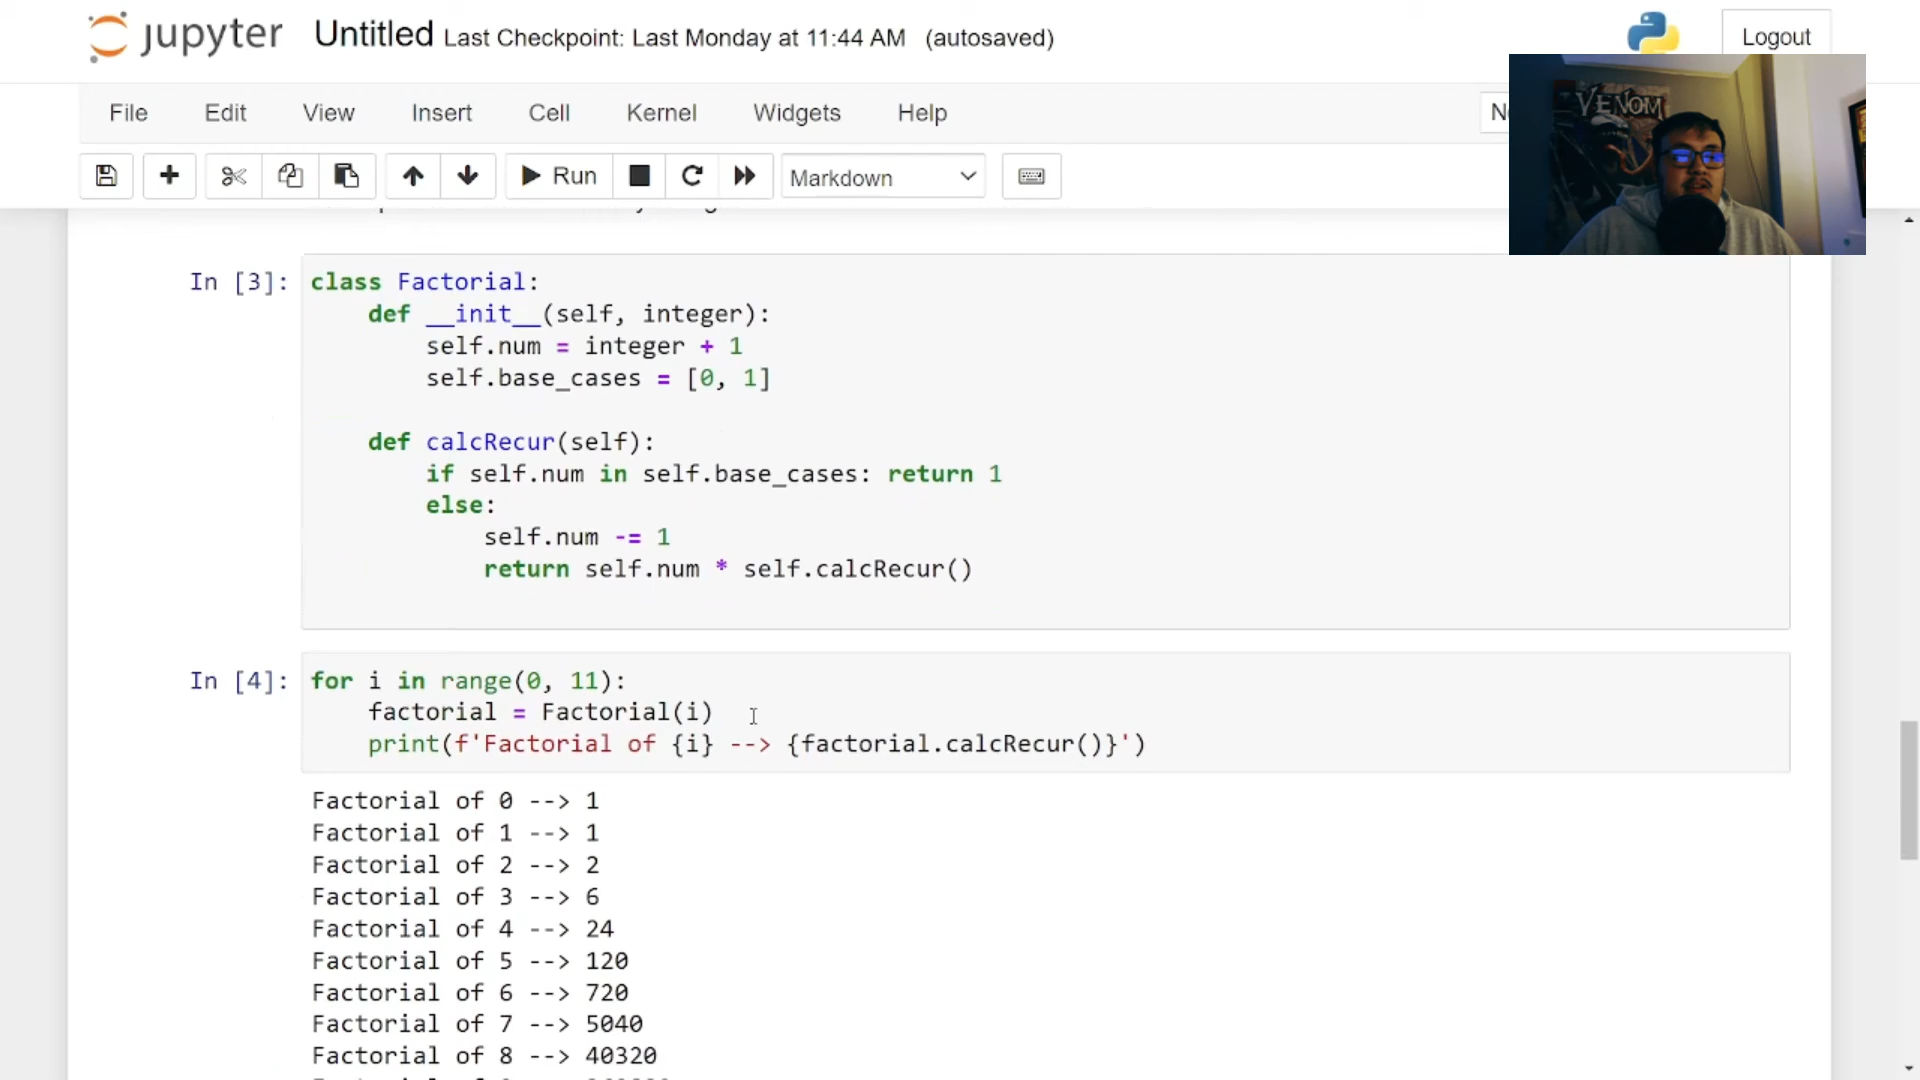 jupyter Untitled Last Checkpoint: Last Monday at 11:44 AM (autosaved)
Logout
File Edit View Insert Cell Kernel Widgets Help
VENOM
Run Markdown
In [3]: class Factorial:
    def __init__(self, integer):
        self.num = integer + 1
        self.base_cases = [0, 1]
    def calcRecur(self):
        if self.num in self.base_cases: return 1
        else:
            self.num -= 1
            return self.num * self.calcRecur()
In [4]: for i in range(0, 11):
    factorial = Factorial(i)
    print(f'Factorial of {i} --> {factorial.calcRecur()}')
Factorial of 0 --> 1
Factorial of 1 --> 1
Factorial of 2 --> 2
Factorial of 3 --> 6
Factorial of 4 --> 24
Factorial of 5 --> 120
Factorial of 6 --> 720
Factorial of 7 --> 5040
Factorial of 8 --> 40320